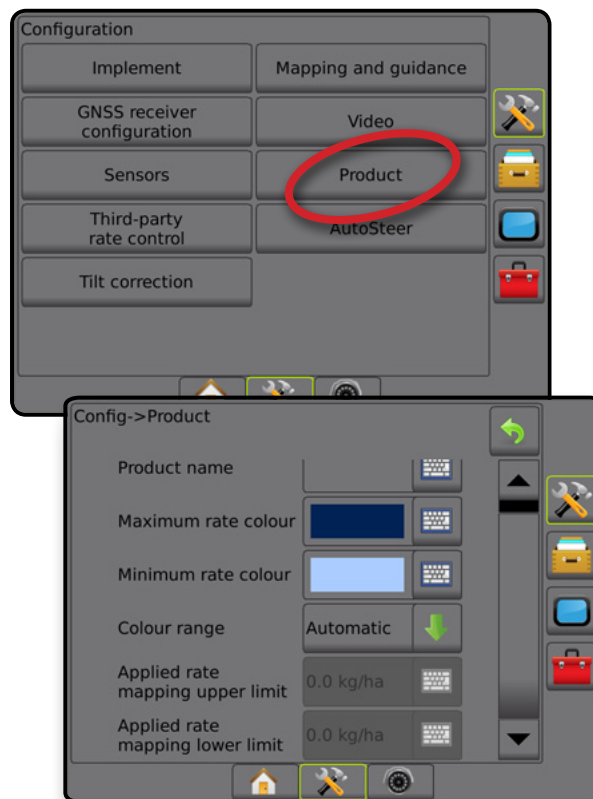 Configuration
Implement
Mapping and guidance
GNSS receiver
configuration
Video
Sensors
Product
Third-party
rate control
AutoSteer
Tilt correction
Config->Product
Product name
Maximum rate colour
Minimum rate colour
Colour range
Automatic
Applied rate
mapping upper limit
0.0 kg/ha
Applied rate
mapping lower limit
0.0 kg/ha